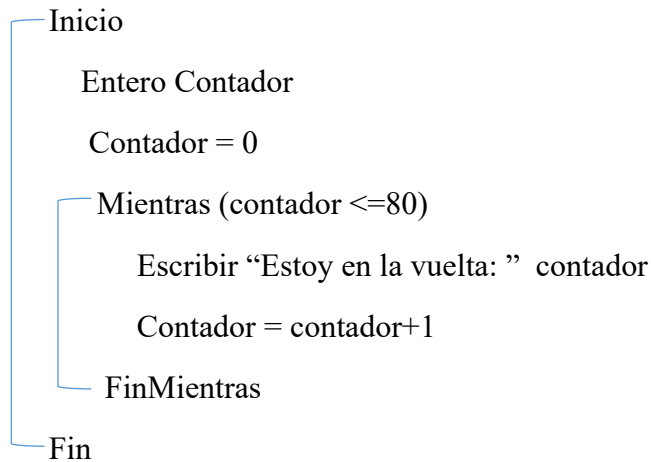 Inicio
Entero Contador
Contador = 0
Mientras (contador <=80)
Escribir “Estoy en la vuelta: ”  contador
Contador = contador+1
FinMientras
Fin